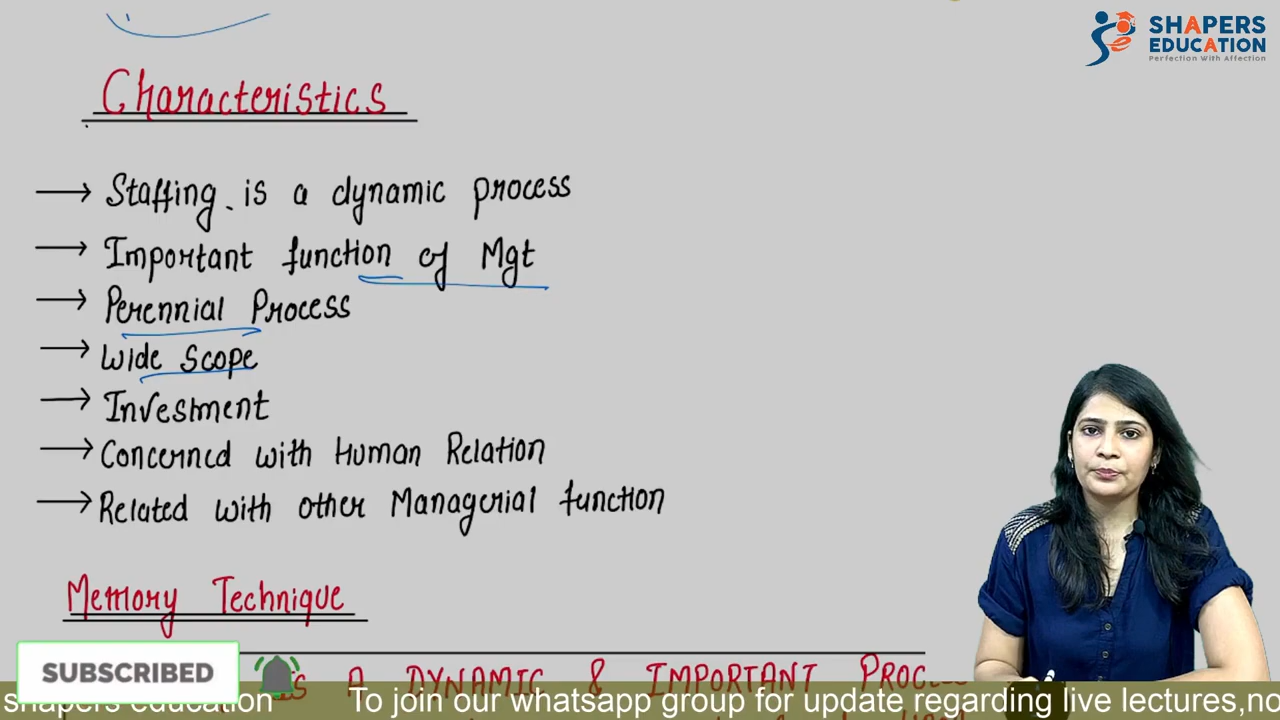 SHAPERS
EDUCATION
Perfection With Affection
Characteristics
→ Staffing is a dynamic process
→ Important function of Mgt
→ Perennial Process
→ Wide Scope
→ Investment
→ Concerned with Human Relation
→ Related with other Managerial function
Memory Technique
A DYNAMIC & IMPORTANT
SUBSCRIBED
shapers education To join our whatsapp group for update regarding live lectures,no